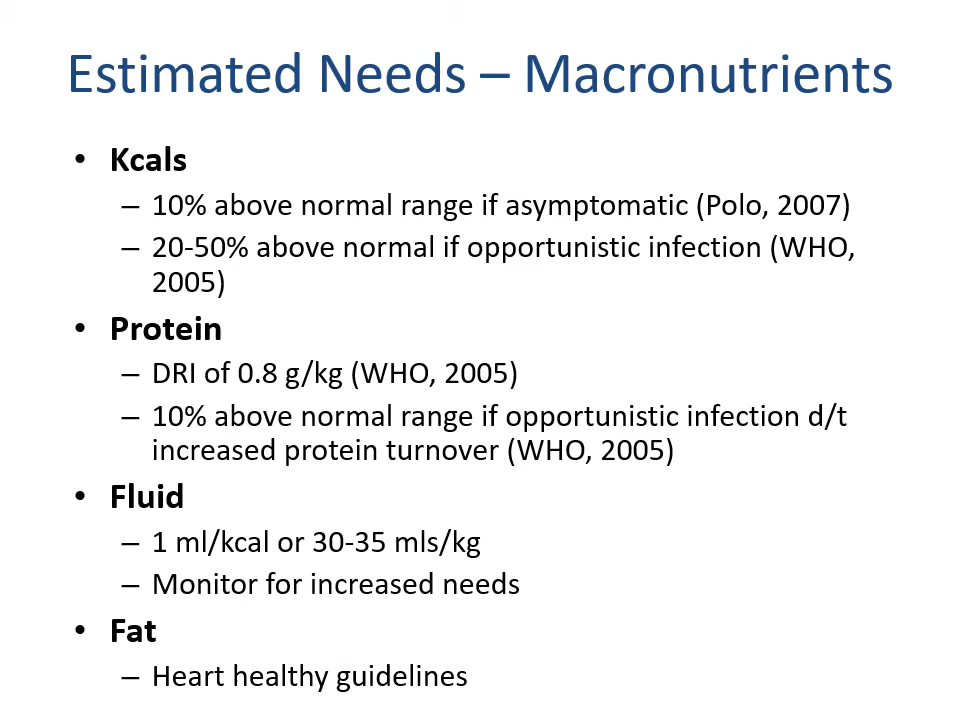 Estimated Needs – Macronutrients
• Kcals
– 10% above normal range if asymptomatic (Polo, 2007)
– 20-50% above normal if opportunistic infection (WHO,
2005)
• Protein
– DRI of 0.8 g/kg (WHO, 2005)
– 10% above normal range if opportunistic infection d/t
increased protein turnover (WHO, 2005)
• Fluid
– 1 ml/kcal or 30-35 mls/kg
– Monitor for increased needs
• Fat
– Heart healthy guidelines